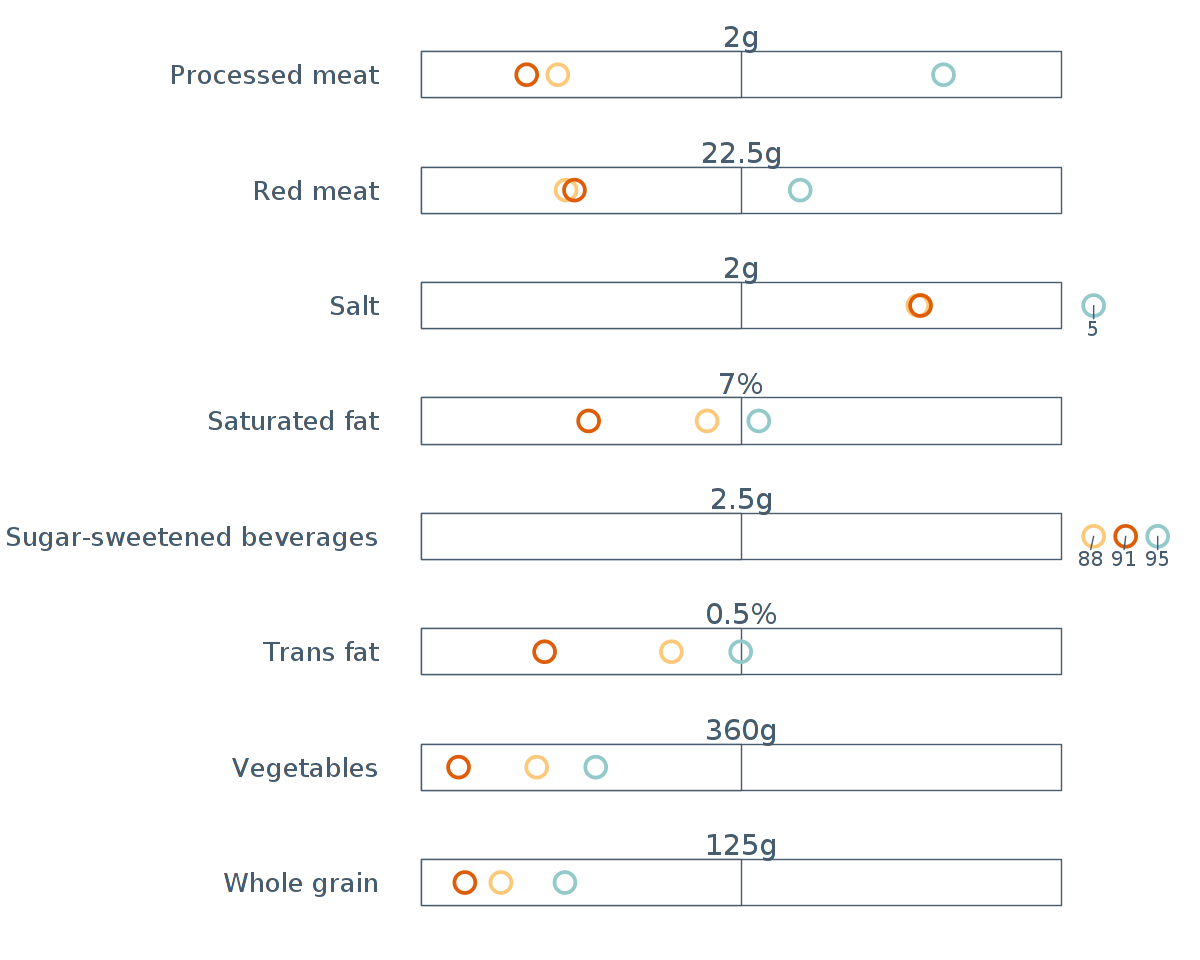 2g
Processed meat
22.5g
Red meat
2g
Salt
5
7%
Saturated fat
2.5g
Sugar-sweetened beverages
88 91 95
0.5%
Trans fat
360g
Vegetables
125g
Whole grain